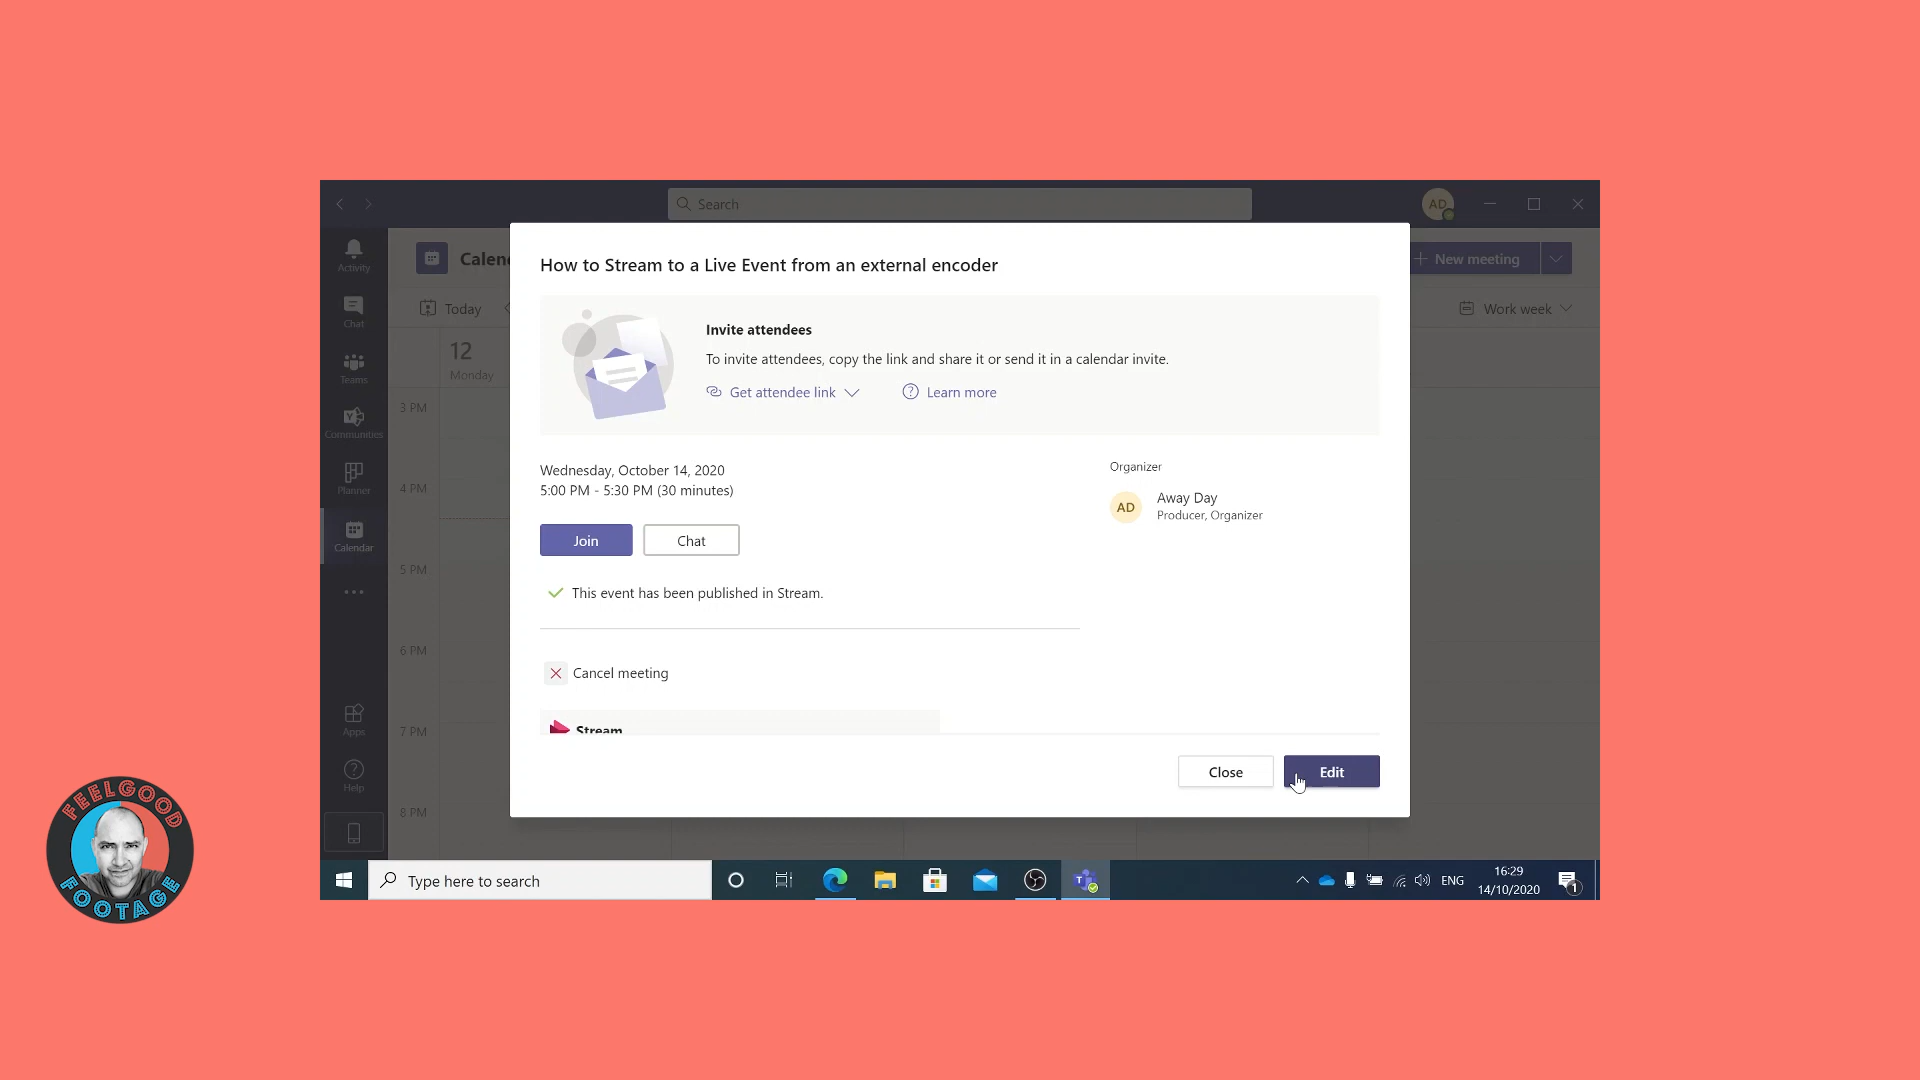 Search
AD
Activity
Calen
New meeting
How to Stream to a Live Event from an external encoder
Chat
Today
Work week
Invite attendees
To invite attendees, copy the link and share it or send it in a calendar invite.
Get attendee link
Learn more
Teams
12
Monday
3 PM
Communities
Planner
4 PM
Wednesday, October 14, 2020
5:00 PM - 5:30 PM (30 minutes)
Organizer
AD
Away Day
Producer, Organizer
Calendar
Join
Chat
5 PM
This event has been published in Stream.
6 PM
Cancel meeting
Apps
7 PM
Stream
Help
Close
Edit
8 PM
FEELGOOD
FOOTAGE
Type here to search
ENG
16:29
14/10/2020
1